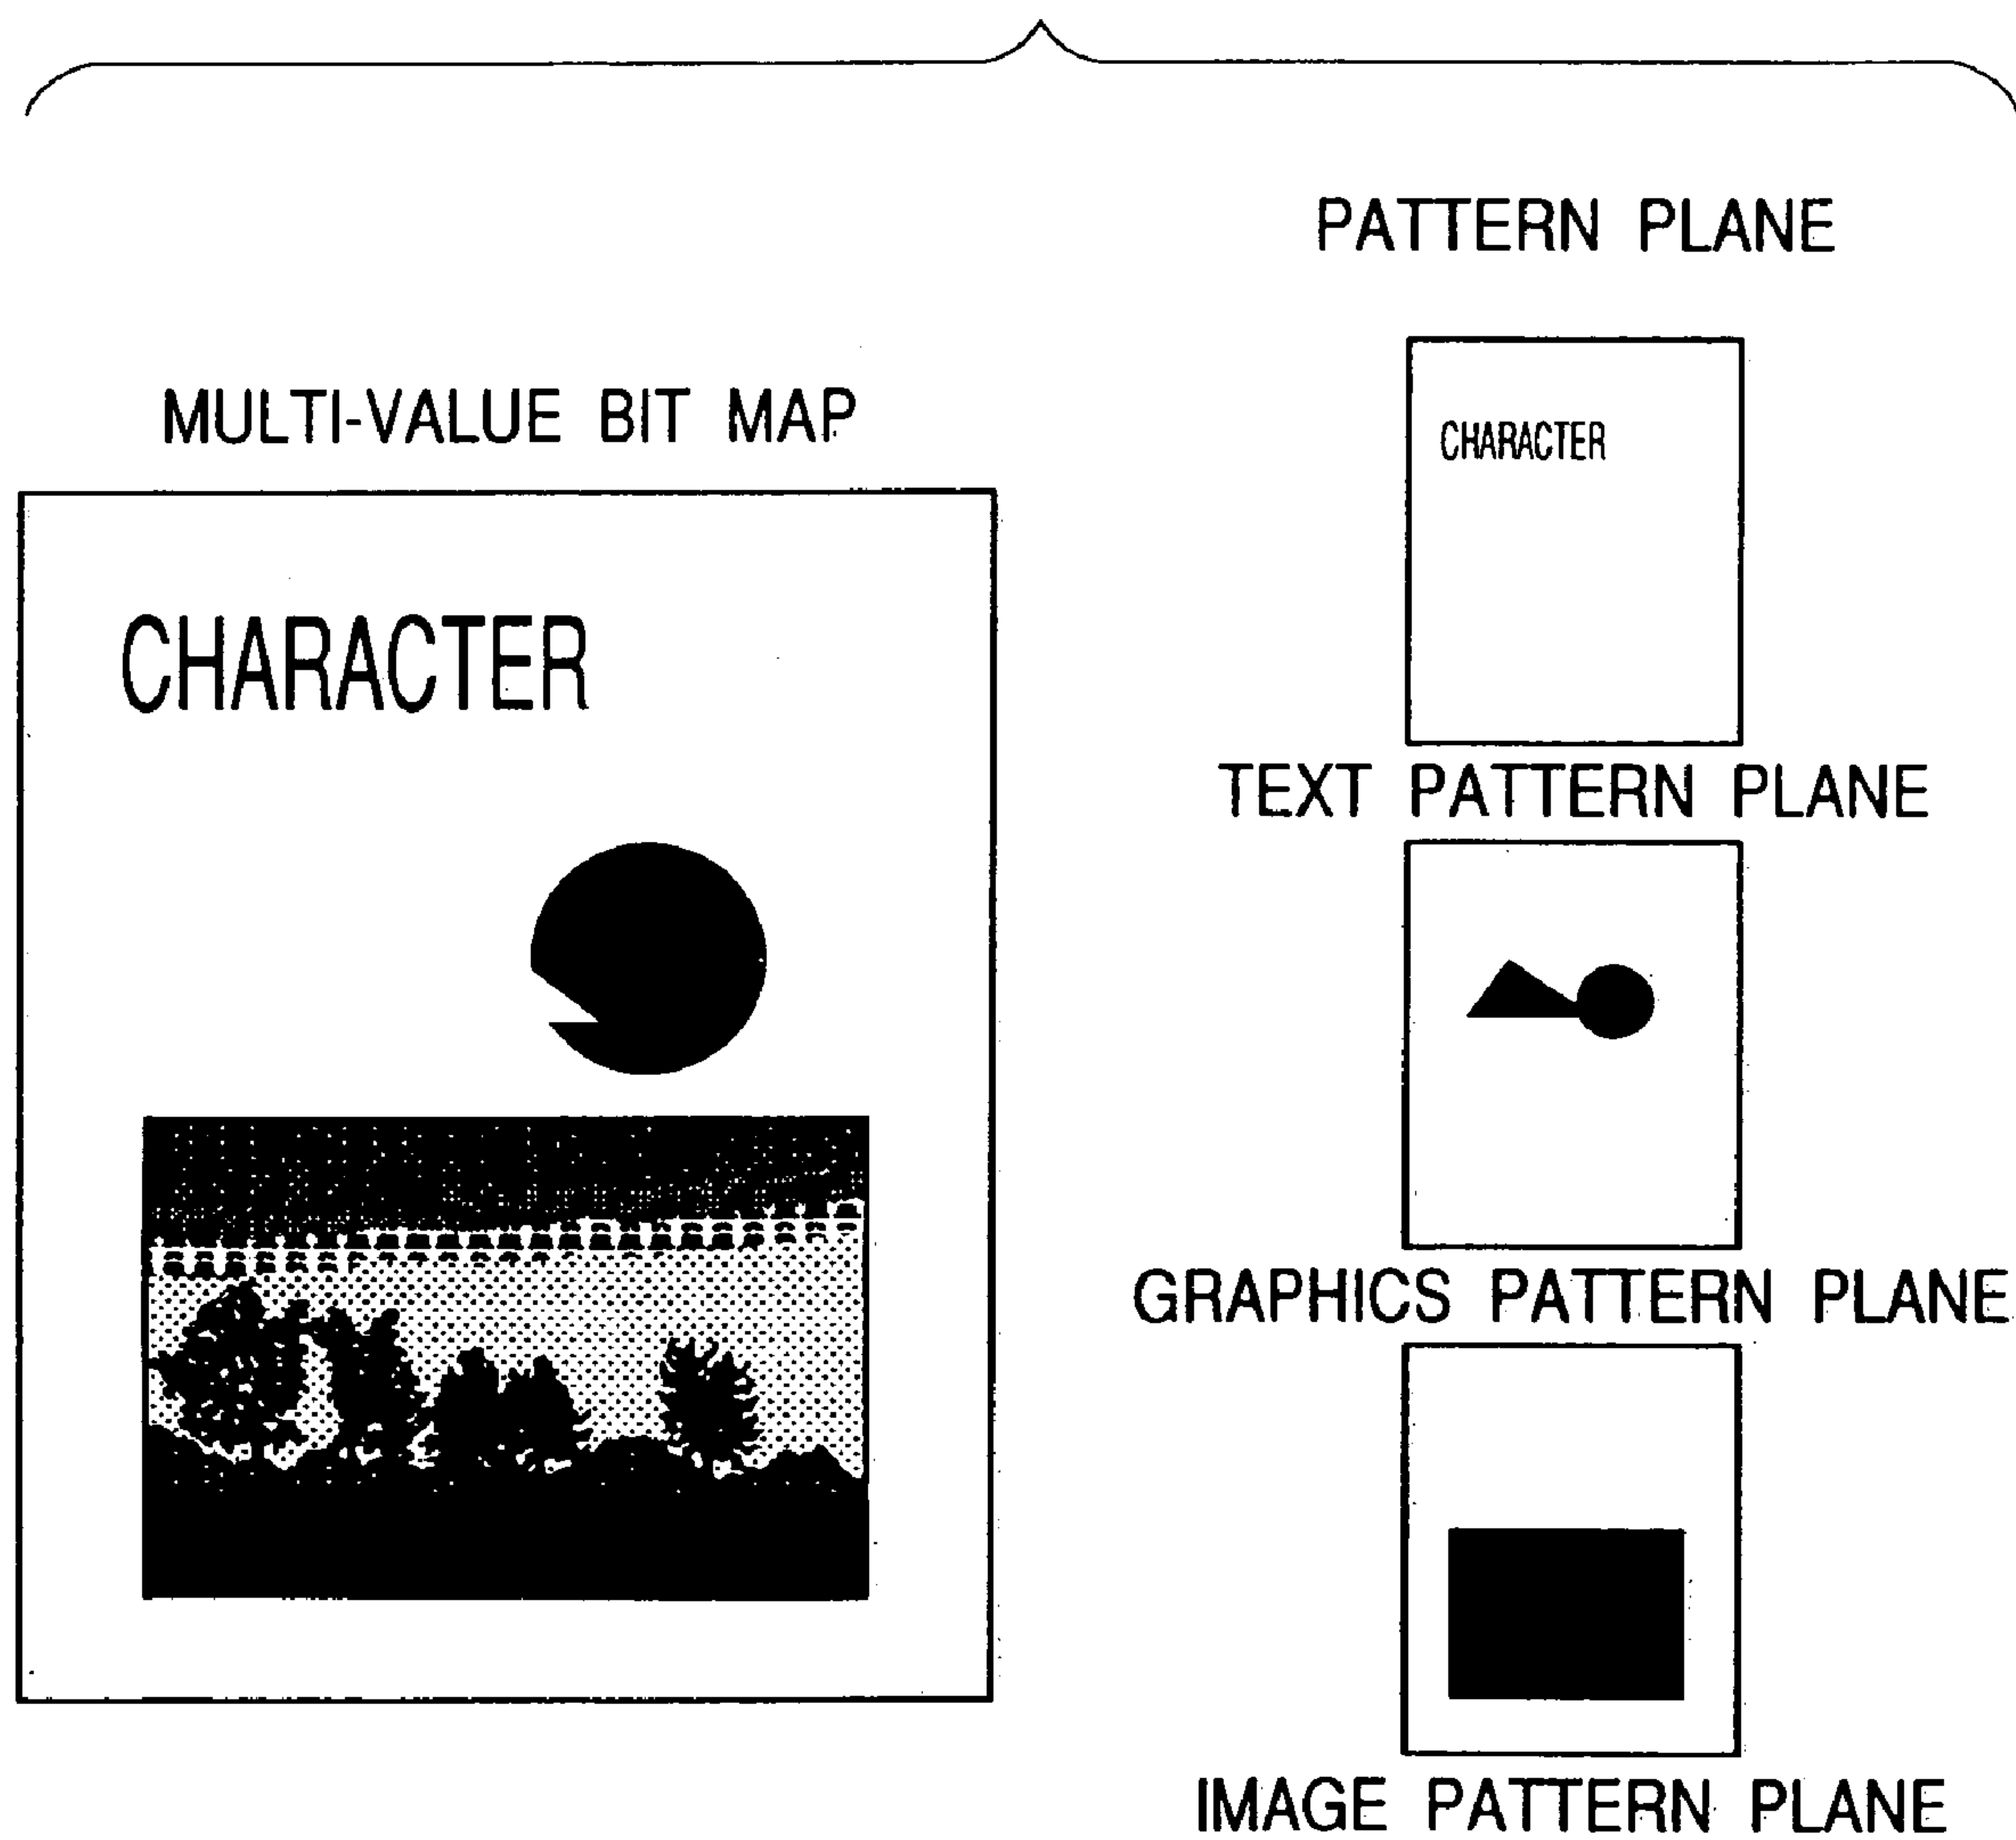 MULTI-VALUE BIT MAP
CHARACTER
PATTERN PLANE
CHARACTER
TEXT PATTERN PLANE
GRAPHICS PATTERN PLANE
IMAGE PATTERN PLANE